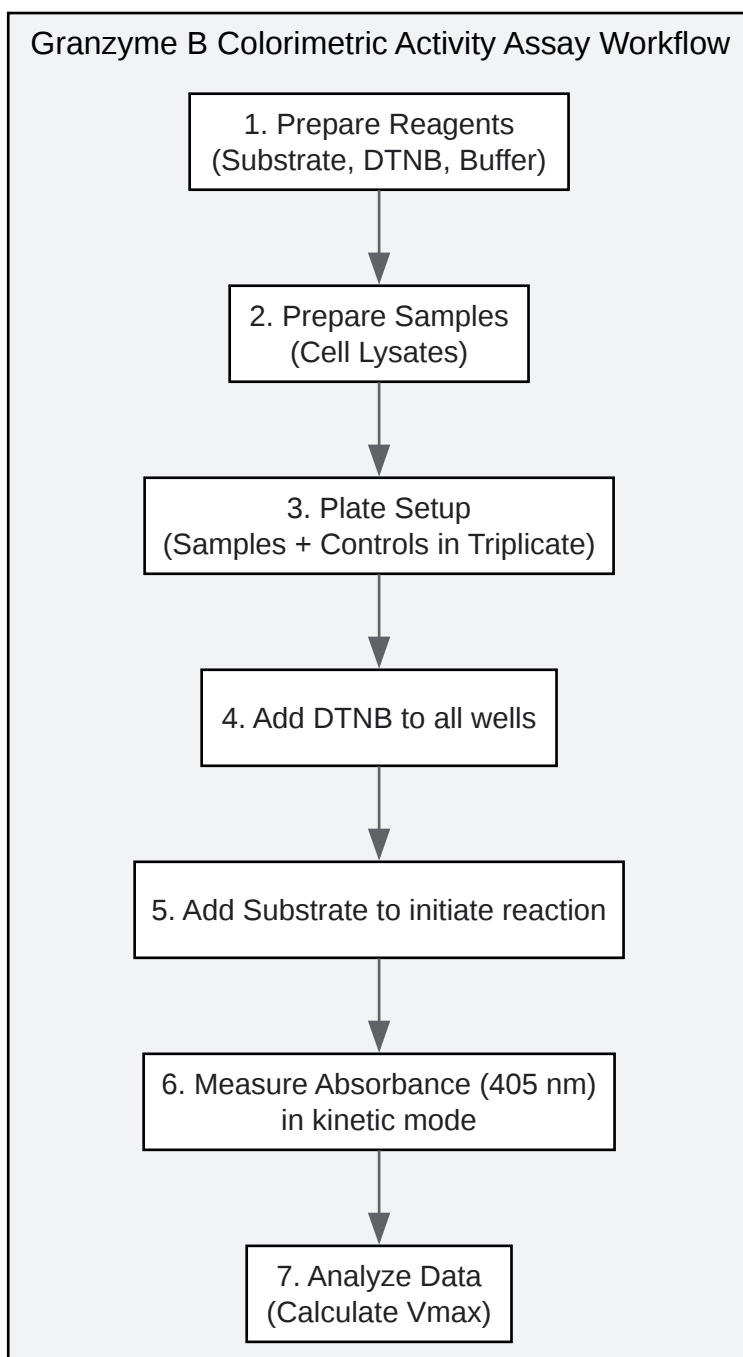 Granzyme B Colorimetric Activity Assay Workflow
1. Prepare Reagents
(Substrate, DTNB, Buffer)
2. Prepare Samples
(Cell Lysates)
3. Plate Setup
(Samples + Controls in Triplicate)
4. Add DTNB to all wells
5. Add Substrate to initiate reaction
6. Measure Absorbance (405 nm)
in kinetic mode
7. Analyze Data
(Calculate Vmax)